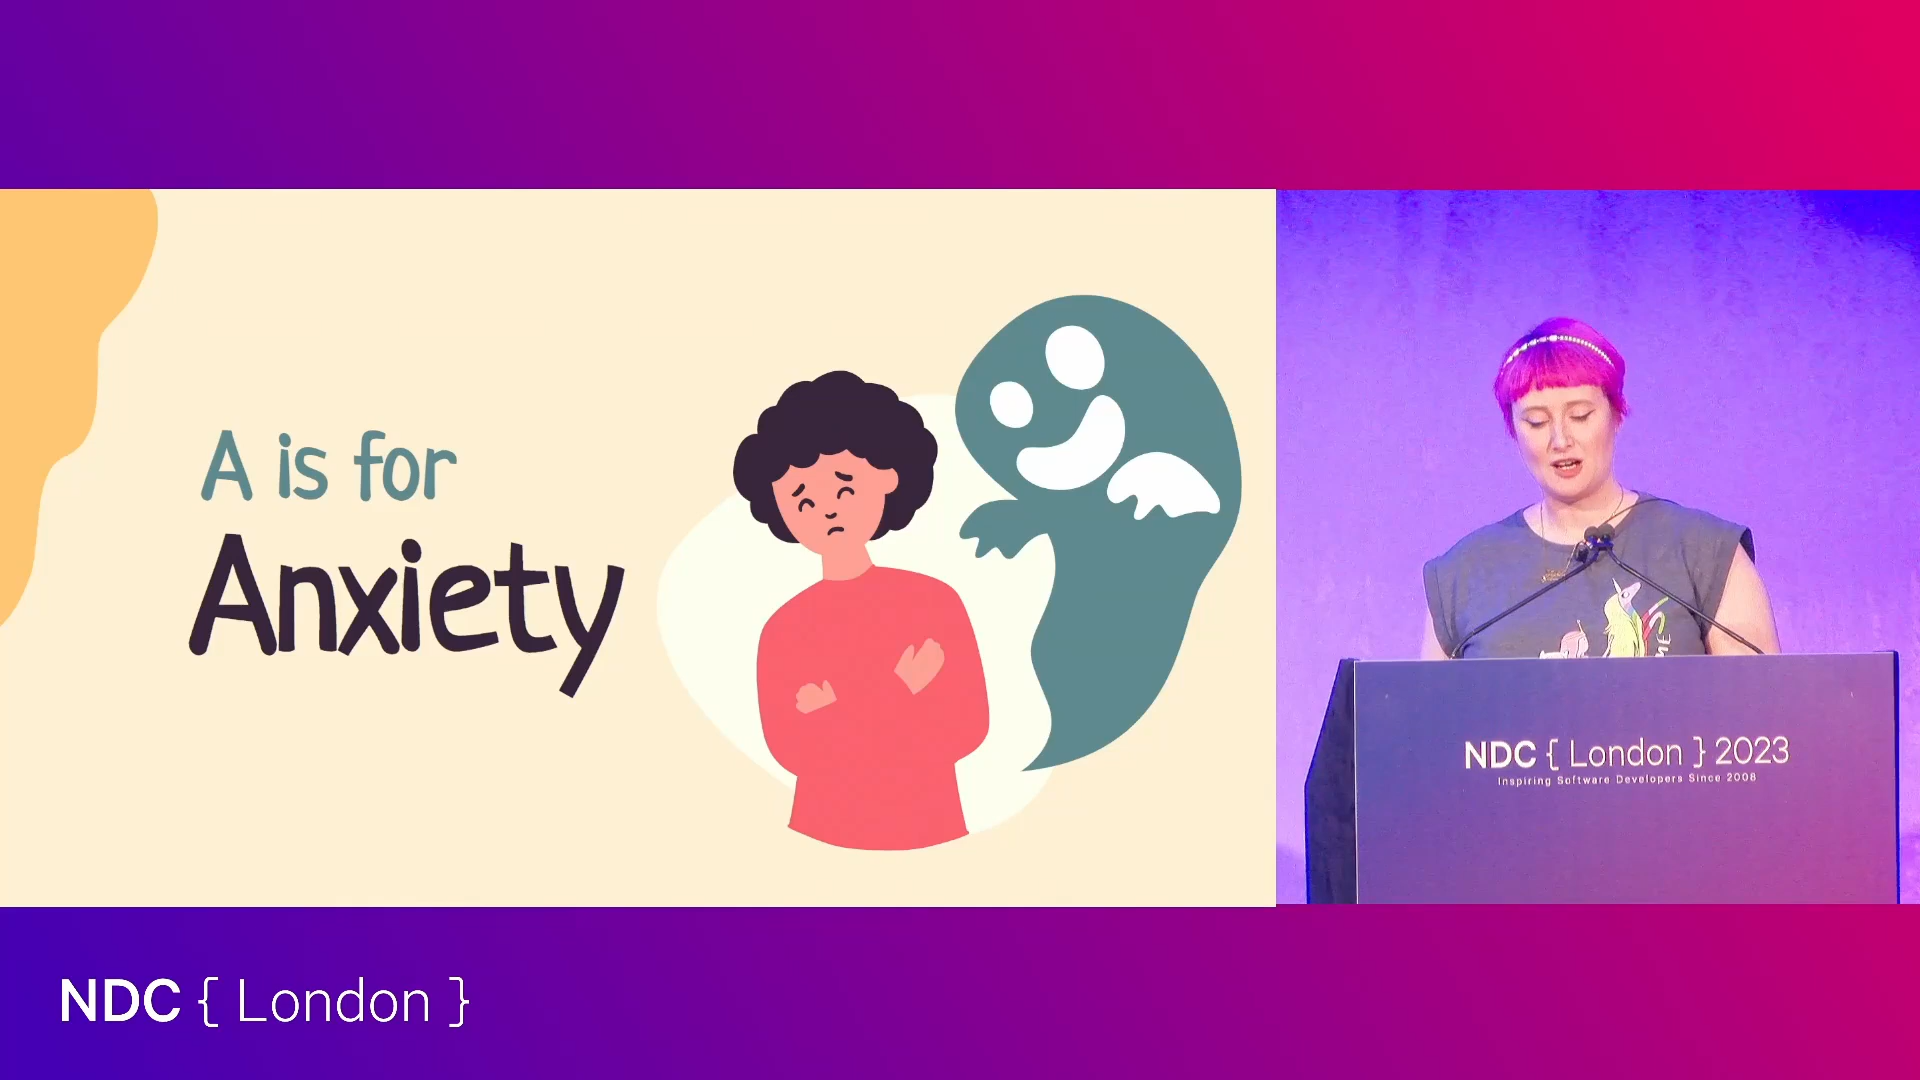 A is for
Anxiety
NDC { London } 2023
Inspiring Software Developers Since 2008
NDC { London }